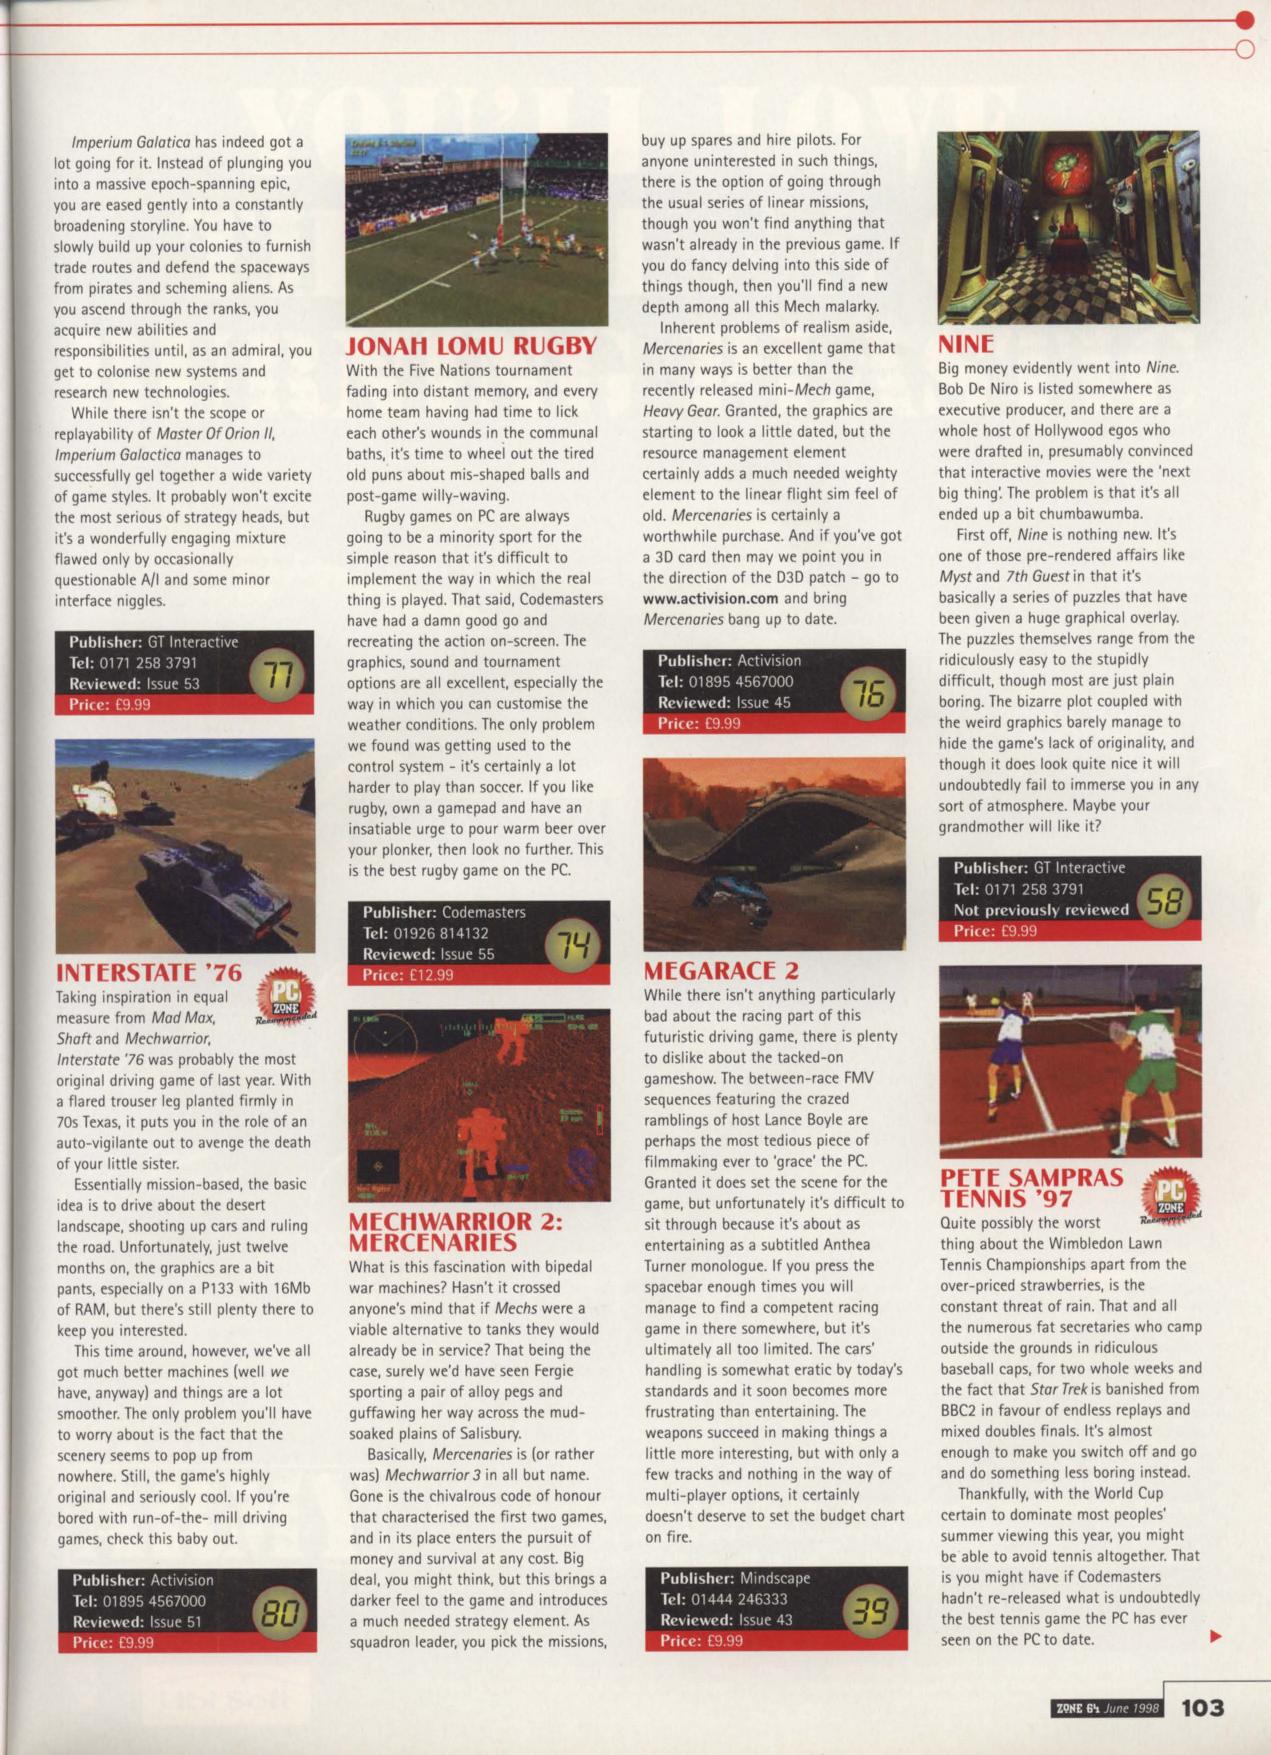 Imperium Galatica has indeed got a
lot going for it. Instead of plunging you
into a massive epoch-spanning epic,
you are eased gently into a constantly
broadening storyline. You have to
slowly build up your colonies to furnish
trade routes and defend the spaceways
from pirates and scheming aliens. As
you ascend through the ranks, you
acquire new abilities and
responsibilities until, as an admiral, you
get to colonise new systems and
research new technologies.
While there isn't the scope or
replayability of Master Of Orion II,
Imperium Galactica manages to
successfully gel together a wide variety
of game styles. It probably won't excite
the most serious of strategy heads, but
it's a wonderfully engaging mixture
flawed only by occasionally
questionable A/I and some minor
interface niggles.
Publisher: GT Interactive
Tel: 0171 258 3791
Reviewed: Issue 53
Price: £9.99
77
INTERSTATE '76
PC
ZONE
Recommended
Taking inspiration in equal
measure from Mad Max,
Shaft and Mechwarrior,
Interstate '76 was probably the most
original driving game of last year. With
a flared trouser leg planted firmly in
70s Texas, it puts you in the role of an
auto-vigilante out to avenge the death
of your little sister.
Essentially mission-based, the basic
idea is to drive about the desert
landscape, shooting up cars and ruling
the road. Unfortunately, just twelve
months on, the graphics are a bit
pants, especially on a P133 with 16Mb
of RAM, but there's still plenty there to
keep you interested.
This time around, however, we've all
got much better machines (well we
have, anyway) and things are a lot
smoother. The only problem you'll have
to worry about is the fact that the
scenery seems to pop up from
nowhere. Still, the game's highly
original and seriously cool. If you're
bored with run-of-the- mill driving
games, check this baby out.
Publisher: Activision
Tel: 01895 4567000
Reviewed: Issue 51
Price: £9.99
80
JONAH LOMU RUGBY
With the Five Nations tournament
fading into distant memory, and every
home team having had time to lick
each other's wounds in the communal
baths, it's time to wheel out the tired
old puns about mis-shaped balls and
post-game willy-waving.
Rugby games on PC are always
going to be a minority sport for the
simple reason that it's difficult to
implement the way in which the real
thing is played. That said, Codemasters
have had a damn good go and
recreating the action on-screen. The
graphics, sound and tournament
options are all excellent, especially the
way in which you can customise the
weather conditions. The only problem
we found was getting used to the
control system – it's certainly a lot
harder to play than soccer. If you like
rugby, own a gamepad and have an
insatiable urge to pour warm beer over
your plonker, then look no further. This
is the best rugby game on the PC.
Publisher: Codemasters
Tel: 01926 814132
Reviewed: Issue 55
Price: £12.99
74
MECHWARRIOR 2:
MERCENARIES
What is this fascination with bipedal
war machines? Hasn't it crossed
anyone's mind that if Mechs were a
viable alternative to tanks they would
already be in service? That being the
case, surely we'd have seen Fergie
sporting a pair of alloy pegs and
guffawing her way across the mud-
soaked plains of Salisbury.
Basically, Mercenaries is (or rather
was) Mechwarrior 3 in all but name.
Gone is the chivalrous code of honour
that characterised the first two games,
and in its place enters the pursuit of
money and survival at any cost. Big
deal, you might think, but this brings a
darker feel to the game and introduces
a much needed strategy element. As
squadron leader, you pick the missions,
buy up spares and hire pilots. For
anyone uninterested in such things,
there is the option of going through
the usual series of linear missions,
though you won't find anything that
wasn't already in the previous game. If
you do fancy delving into this side of
things though, then you'll find a new
depth among all this Mech malarky.
Inherent problems of realism aside,
Mercenaries is an excellent game that
in many ways is better than the
recently released mini-Mech game,
Heavy Gear. Granted, the graphics are
starting to look a little dated, but the
resource management element
certainly adds a much needed weighty
element to the linear flight sim feel of
old. Mercenaries is certainly a
worthwhile purchase. And if you've got
a 3D card then may we point you in
the direction of the D3D patch – go to
www.activision.com and bring
Mercenaries bang up to date.
Publisher: Activision
Tel: 01895 4567000
Reviewed: Issue 45
Price: £9.99
76
MEGARACE 2
While there isn't anything particularly
bad about the racing part of this
futuristic driving game, there is plenty
to dislike about the tacked-on
gameshow. The between-race FMV
sequences featuring the crazed
ramblings of host Lance Boyle are
perhaps the most tedious piece of
filmmaking ever to 'grace' the PC.
Granted it does set the scene for the
game, but unfortunately it's difficult to
sit through because it's about as
entertaining as a subtitled Anthea
Turner monologue. If you press the
spacebar enough times you will
manage to find a competent racing
game in there somewhere, but it's
ultimately all too limited. The cars'
handling is somewhat eratic by today's
standards and it soon becomes more
frustrating than entertaining. The
weapons succeed in making things a
little more interesting, but with only a
few tracks and nothing in the way of
multi-player options, it certainly
doesn't deserve to set the budget chart
on fire.
Publisher: Mindscape
Tel: 01444 246333
Reviewed: Issue 43
Price: £9.99
39
NINE
Big money evidently went into Nine.
Bob De Niro is listed somewhere as
executive producer, and there are a
whole host of Hollywood egos who
were drafted in, presumably convinced
that interactive movies were the 'next
big thing'. The problem is that it's all
ended up a bit chumbawumba.
First off, Nine is nothing new. It's
one of those pre-rendered affairs like
Myst and 7th Guest in that it's
basically a series of puzzles that have
been given a huge graphical overlay.
The puzzles themselves range from the
ridiculously easy to the stupidly
difficult, though most are just plain
boring. The bizarre plot coupled with
the weird graphics barely manage to
hide the game's lack of originality, and
though it does look quite nice it will
undoubtedly fail to immerse you in any
sort of atmosphere. Maybe your
grandmother will like it?
Publisher: GT Interactive
Tel: 0171 258 3791
Not previously reviewed
Price: £9.99
58
PETE SAMPRAS
TENNIS '97
PC
ZONE
Recommended
Quite possibly the worst
thing about the Wimbledon Lawn
Tennis Championships apart from the
over-priced strawberries, is the
constant threat of rain. That and all
the numerous fat secretaries who camp
outside the grounds in ridiculous
baseball caps, for two whole weeks and
the fact that Star Trek is banished from
BBC2 in favour of endless replays and
mixed doubles finals. It's almost
enough to make you switch off and go
and do something less boring instead.
Thankfully, with the World Cup
certain to dominate most peoples'
summer viewing this year, you might
be able to avoid tennis altogether. That
is you might have if Codemasters
hadn't re-released what is undoubtedly
the best tennis game the PC has ever
seen on the PC to date.
ZONE 64 June 1998 103